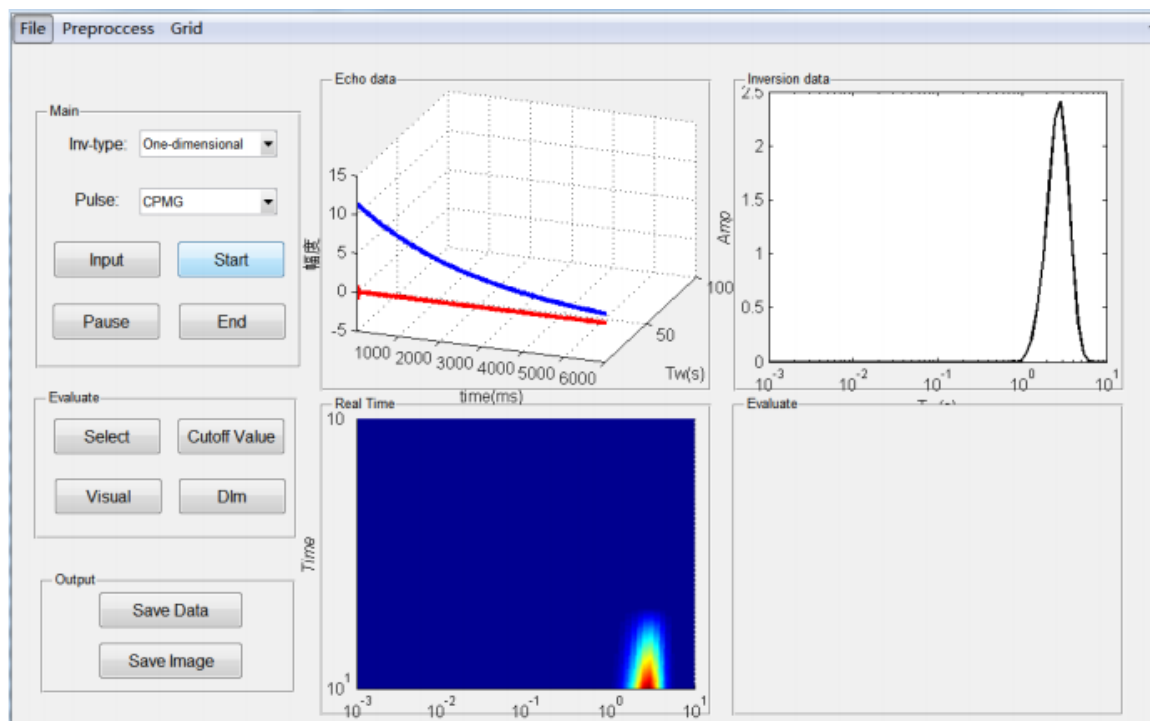 File Preproccess Grid
Main
Inv-type: One-dimensional
Pulse: CPMG
Input Start
Pause End
Evaluate
Select Cutoff Value
Visual Dlm
Output
Save Data
Save Image
Echo data
15
10
5
0
-5
幅度
1000 2000 3000 4000 5000 6000
time(ms)
50
100
Tw(s)
Inversion data
2.5
2
1.5
1
0.5
0
Amp
10⁻³ 10⁻² 10⁻¹ 10⁰ 10¹
Real Time
10
Time
10¹
10⁻³ 10⁻² 10⁻¹ 10⁰ 10¹
Evaluate